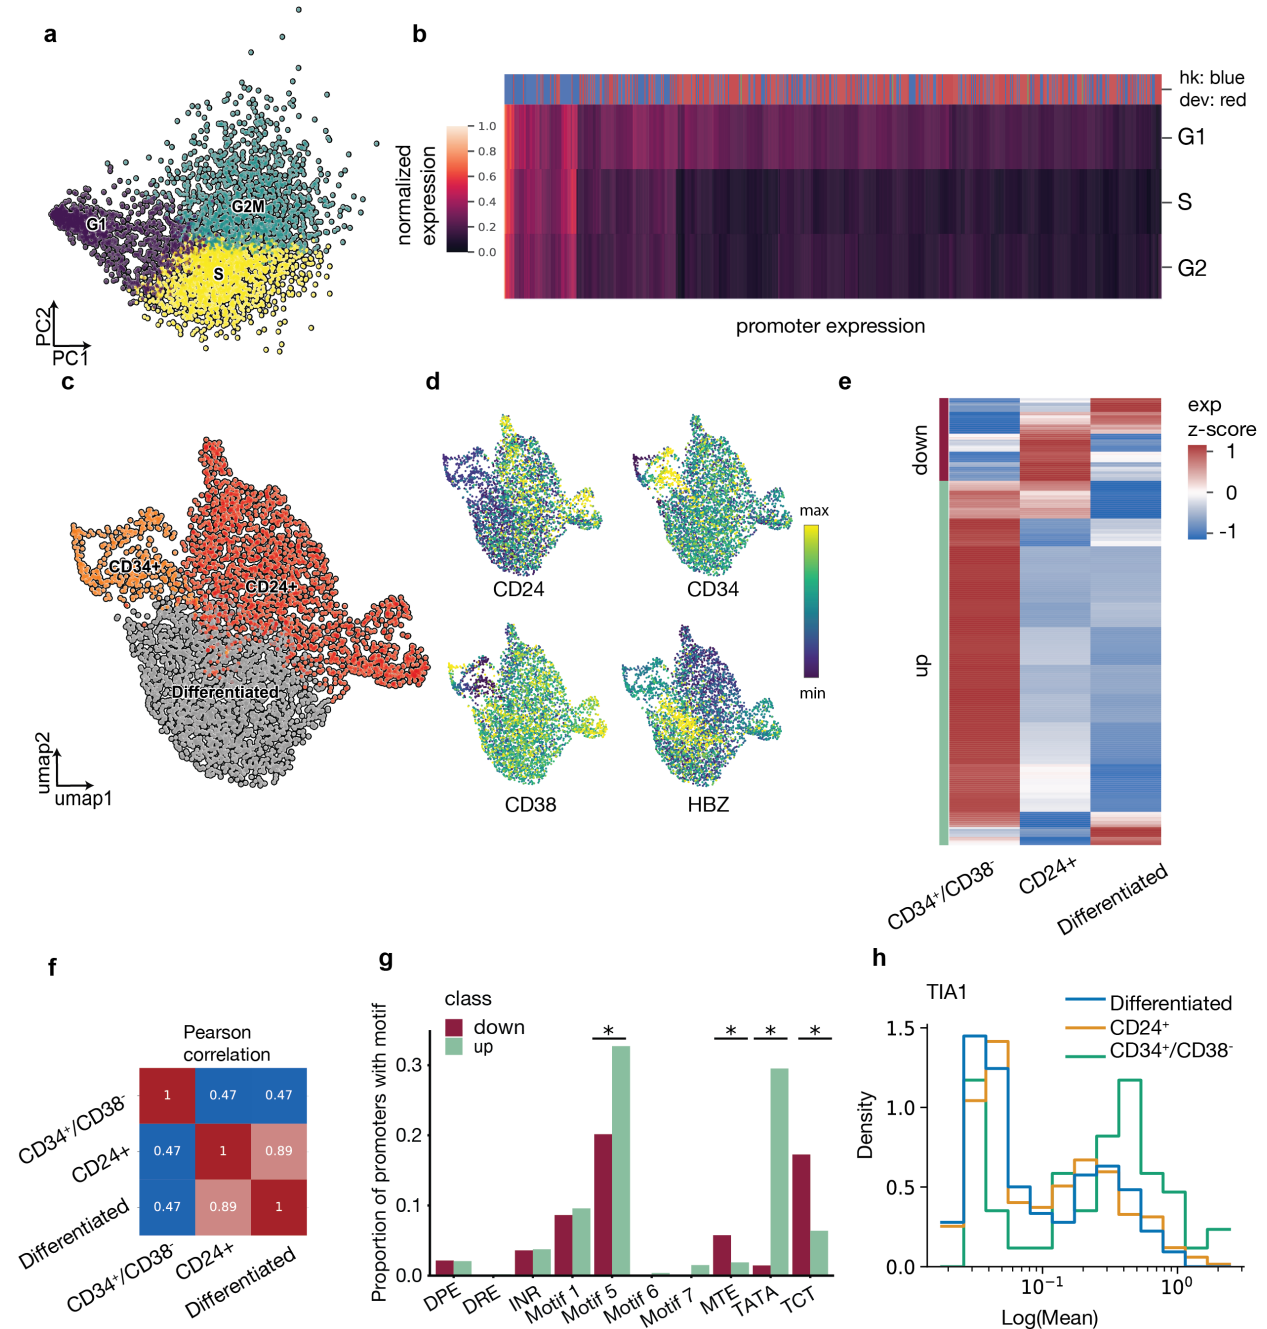 a
G1
G2M
S
PC2
PC1
b
hk: blue
dev: red
normalized
expression
1.0
0.8
0.6
0.4
0.2
0.0
G1
S
G2
promoter expression
c
CD34+
CD24+
Differentiated
umap2
umap1
d
CD24
CD34
CD38
HBZ
max
min
e
down
up
exp
z-score
1
0
-1
CD34+/CD38-
CD24+
Differentiated
f
Pearson
correlation
1 0.47 0.47
0.47 1 0.89
0.47 0.89 1
CD34+/CD38-
CD24+
Differentiated
CD34+/CD38-
CD24+
Differentiated
g
class
down
up
Proportion of promoters with motif
0.3
0.2
0.1
0.0
* * * *
DPE DRE INR Motif 1 Motif 5 Motif 6 Motif 7 MTE TATA TCT
h
TIA1
Differentiated
CD24+
CD34+/CD38-
Density
1.5
1.0
0.5
0.0
10−1 100
Log(Mean)